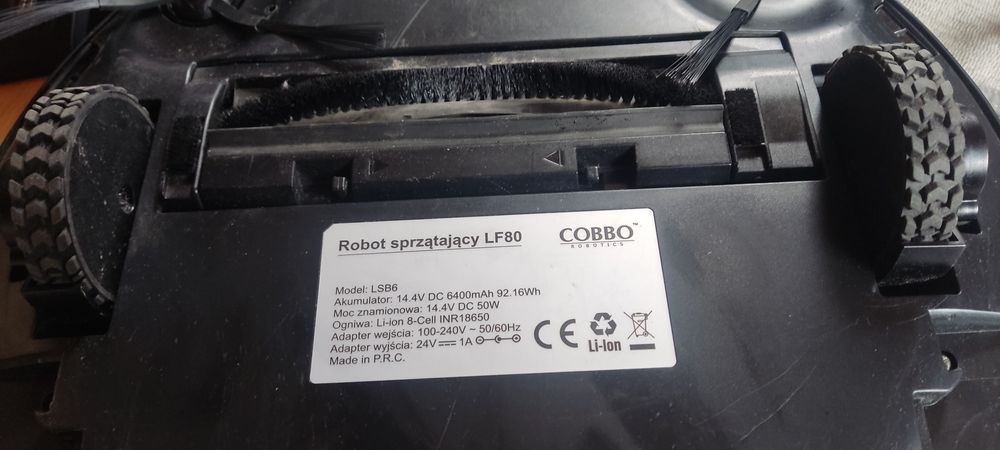 Robot sprzątający LF80
COBBO™
ROBOTICS
Model: LSB6
Akumulator: 14.4V DC 6400mAh 92.16Wh
Moc znamionowa: 14.4V DC 50W
Ogniwa: Li-ion 8-Cell INR18650
Adapter wejścia: 100-240V ~ 50/60Hz
Adapter wyjścia: 24V⎓1A
Made in P.R.C.
CE
Li-Ion